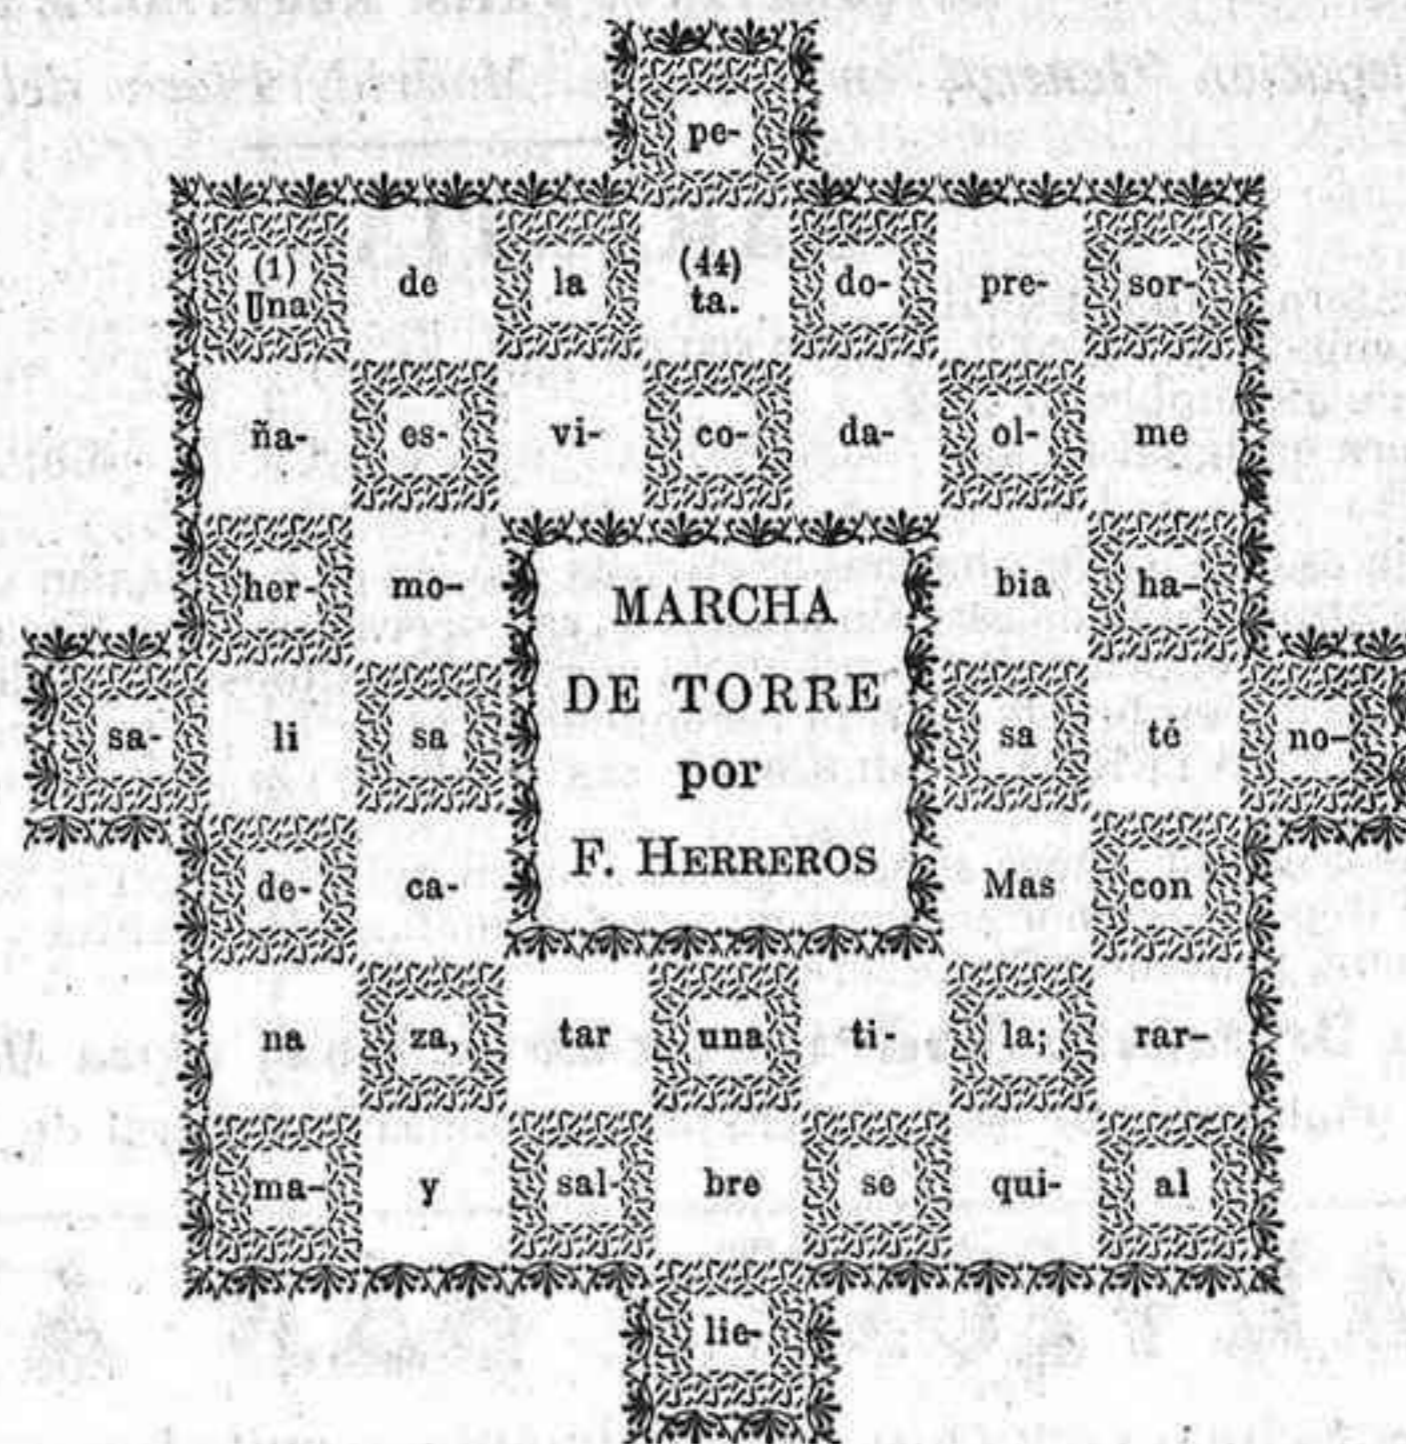 pe-
(1) Una de la (44) ta. do- pre- sor-
ña- es- vi- co- da- ol- me
her- mo- bia ha-
sa- li sa sa té no-
de- ca- Mas con
MARCHA
DE TORRE
por
F. HERREROS
na za, tar una ti- la; rar-
ma- y sal- bre se qui- al
lie-